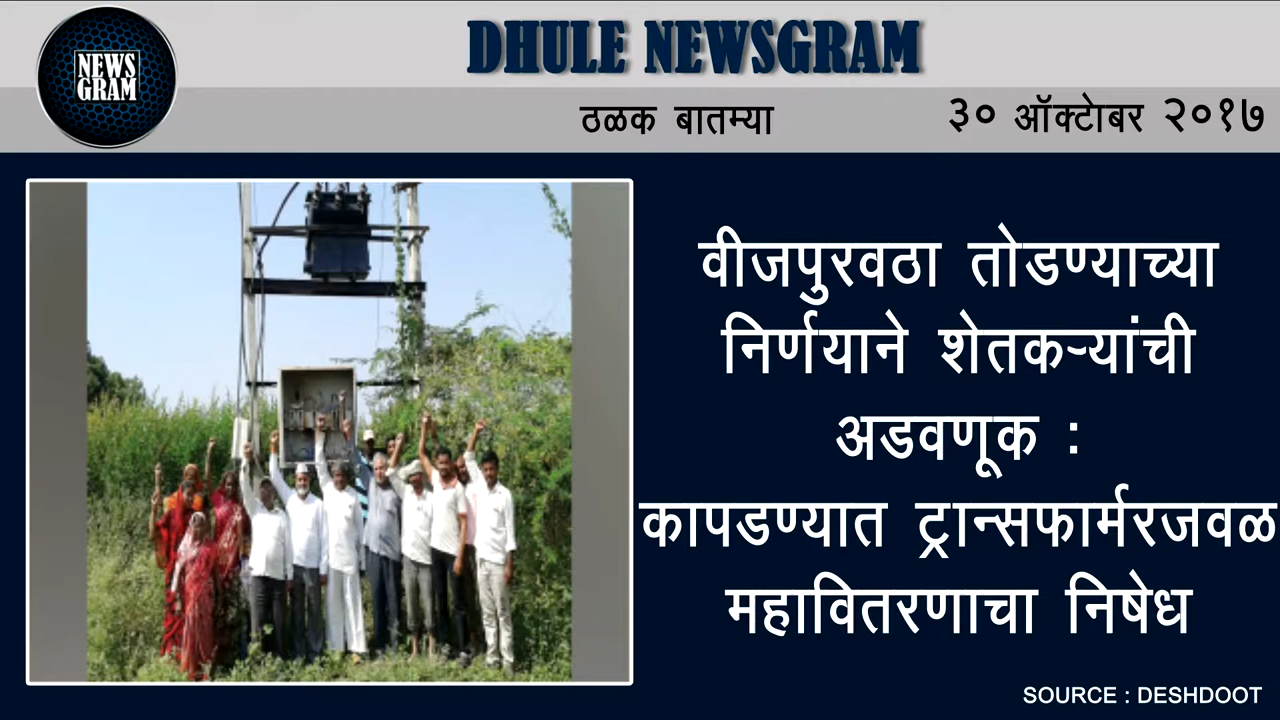 NEWS
GRAM
DHULE NEWSGRAM
ठळक बातम्या
३० ऑक्टोबर २०१७
वीजपुरवठा तोडण्याच्या
निर्णयाने शेतकऱ्यांची
अडवणूक :
कापडण्यात ट्रान्सफार्मरजवळ
महावितरणाचा निषेध
SOURCE : DESHDOOT